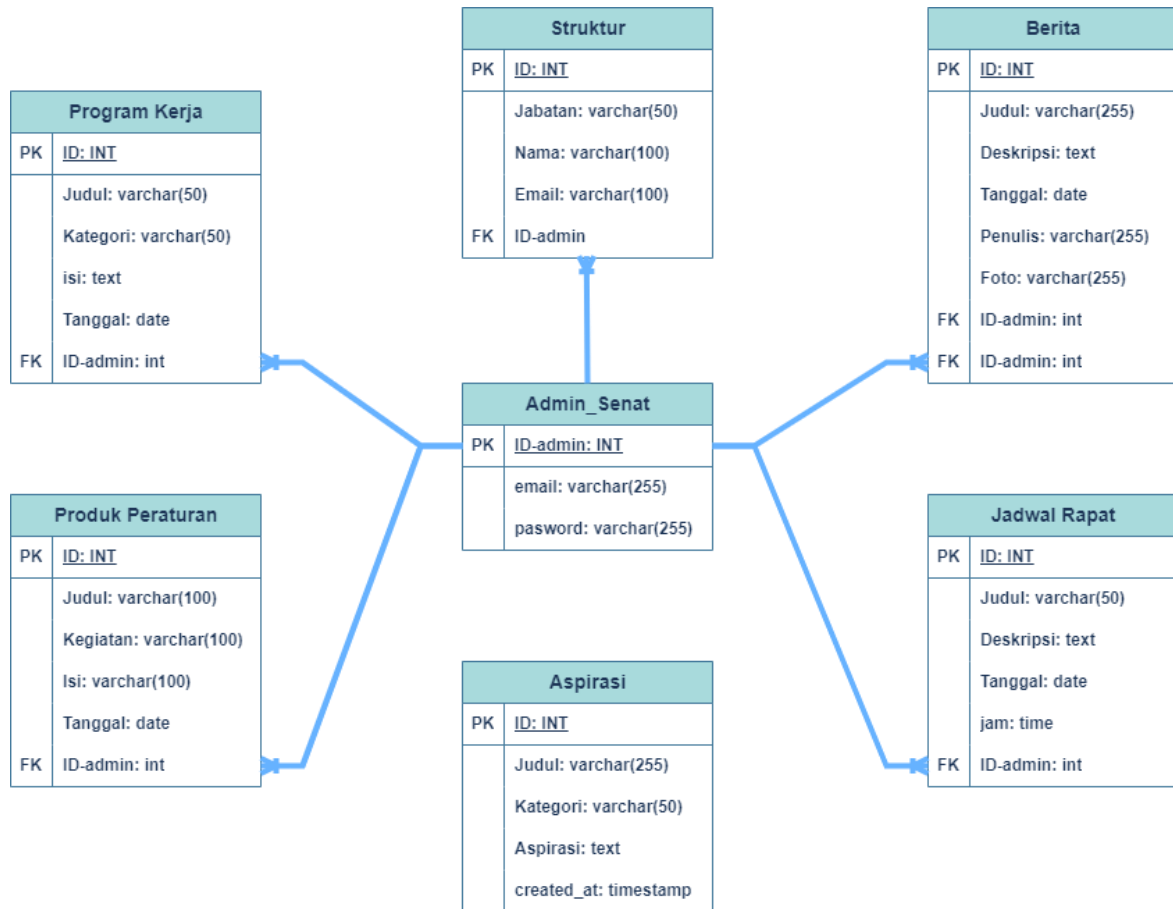 Struktur
PK ID: INT
Jabatan: varchar(50)
Nama: varchar(100)
Email: varchar(100)
FK ID-admin
Berita
PK ID: INT
Judul: varchar(255)
Deskripsi: text
Tanggal: date
Penulis: varchar(255)
Foto: varchar(255)
FK ID-admin: int
FK ID-admin: int
Program Kerja
PK ID: INT
Judul: varchar(50)
Kategori: varchar(50)
isi: text
Tanggal: date
FK ID-admin: int
Admin_Senat
PK ID-admin: INT
email: varchar(255)
pasword: varchar(255)
Produk Peraturan
PK ID: INT
Judul: varchar(100)
Kegiatan: varchar(100)
Isi: varchar(100)
Tanggal: date
FK ID-admin: int
Jadwal Rapat
PK ID: INT
Judul: varchar(50)
Deskripsi: text
Tanggal: date
jam: time
FK ID-admin: int
Aspirasi
PK ID: INT
Judul: varchar(255)
Kategori: varchar(50)
Aspirasi: text
created_at: timestamp